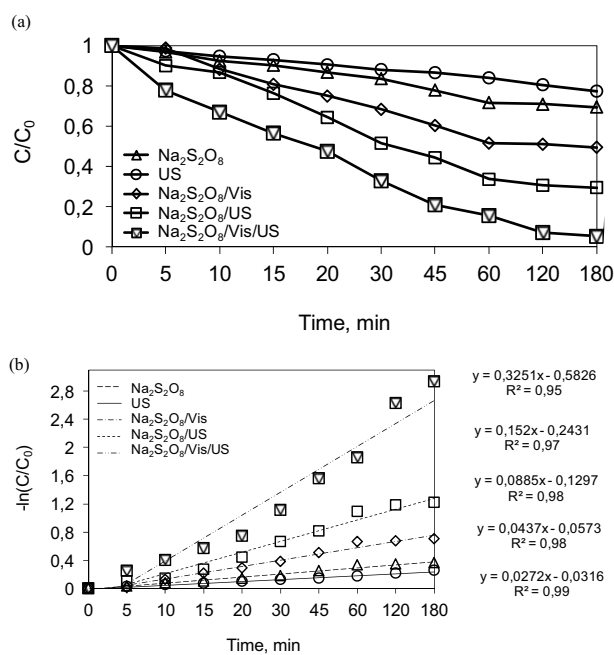 (a)
1
0,8
0,6
0,4
0,2
0
C/C₀
Na₂S₂O₈
US
Na₂S₂O₈/Vis
Na₂S₂O₈/US
Na₂S₂O₈/Vis/US
0 5 10 15 20 30 45 60 120 180
Time, min
(b)
2,8
2,4
2,0
1,6
1,2
0,8
0,4
0
-ln(C/C₀)
Na₂S₂O₈
US
Na₂S₂O₈/Vis
Na₂S₂O₈/US
Na₂S₂O₈/Vis/US
0 5 10 15 20 30 45 60 120 180
Time, min
y = 0,3251x - 0,5826
R² = 0,95
y = 0,152x - 0,2431
R² = 0,97
y = 0,0885x - 0,1297
R² = 0,98
y = 0,0437x - 0,0573
R² = 0,98
y = 0,0272x - 0,0316
R² = 0,99